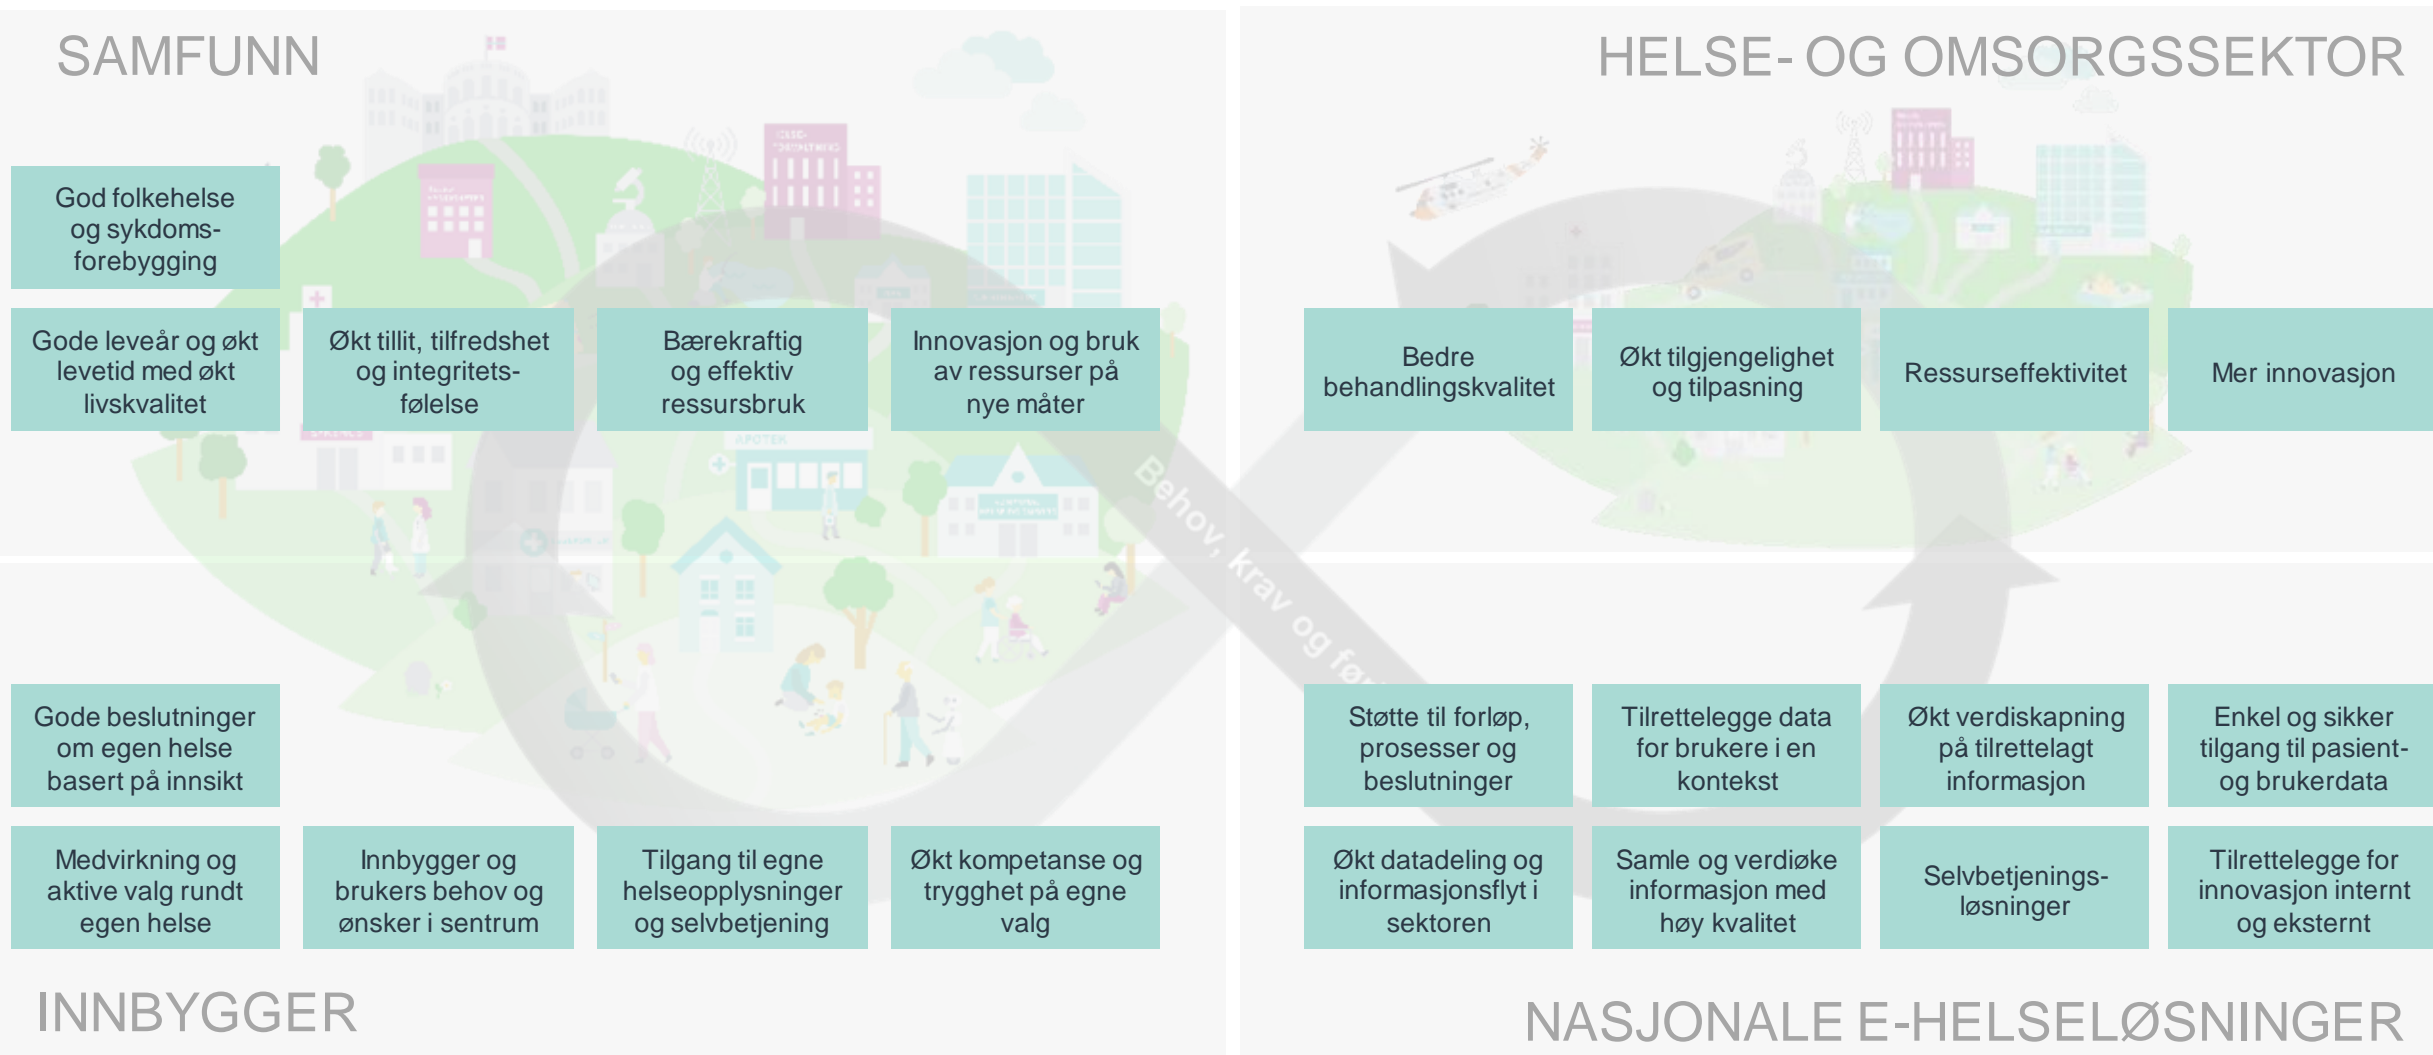 SAMFUNN
God folkehelse
og sykdoms-
forebygging
Gode leveår og økt
levetid med økt
livskvalitet
Økt tillit, tilfredshet
og integritets-
følelse
Bærekraftig
og effektiv
ressursbruk
Innovasjon og bruk
av ressurser på
nye måter
APOTEK
HELSE- OG OMSORGSSEKTOR
Bedre
behandlingskvalitet
Økt tilgjengelighet
og tilpasning
Ressurseffektivitet
Mer innovasjon
Behov, krav og
Gode beslutninger
om egen helse
basert på innsikt
Medvirkning og
aktive valg rundt
egen helse
Innbygger og
brukers behov og
ønsker i sentrum
Tilgang til egne
helseopplysninger
og selvbetjening
Økt kompetanse og
trygghet på egne
valg
INNBYGGER
Støtte til forløp,
prosesser og
beslutninger
Tilrettelegge data
for brukere i en
kontekst
Økt verdiskapning
på tilrettelagt
informasjon
Enkel og sikker
tilgang til pasient-
og brukerdata
Økt datadeling og
informasjonsflyt i
sektoren
Samle og verdiøke
informasjon med
høy kvalitet
Selvbetjenings-
løsninger
Tilrettelegge for
innovasjon internt
og eksternt
NASJONALE E-HELSELØSNINGER